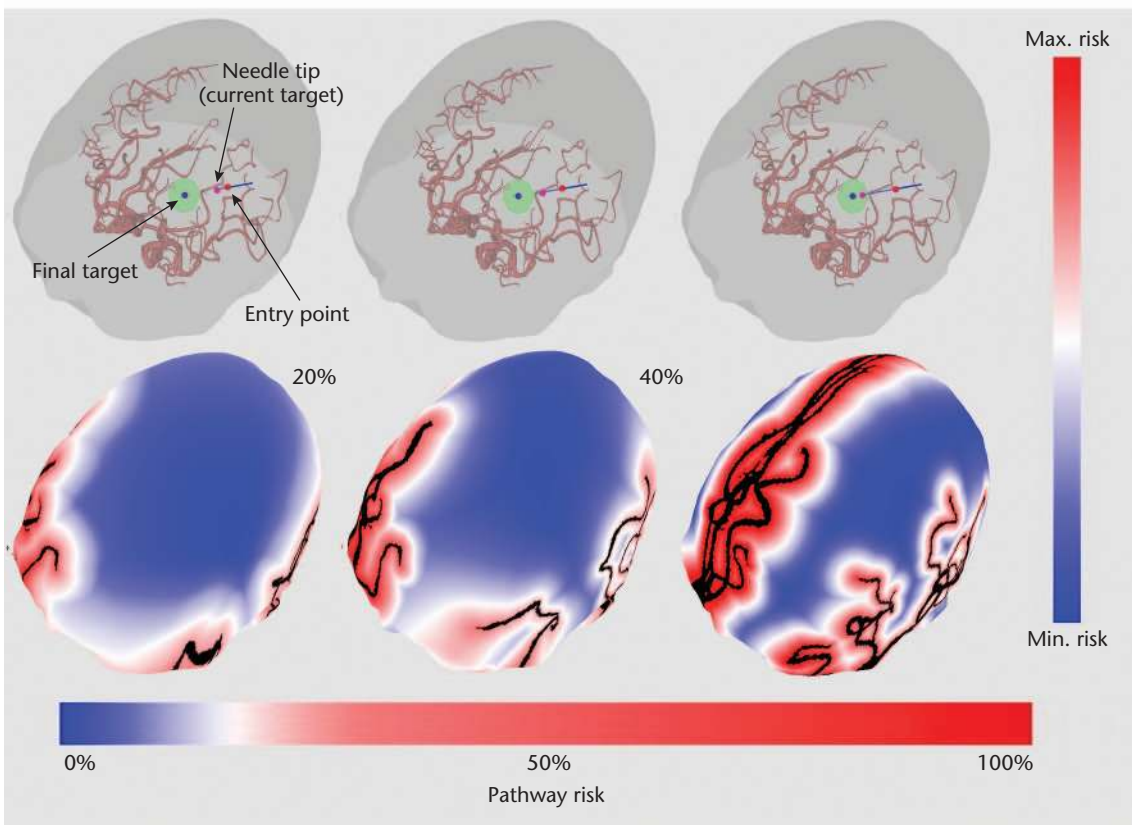 Max. risk
Needle tip
(current target)
Final target
Entry point
20%
40%
Min. risk
0%
50%
100%
Pathway risk